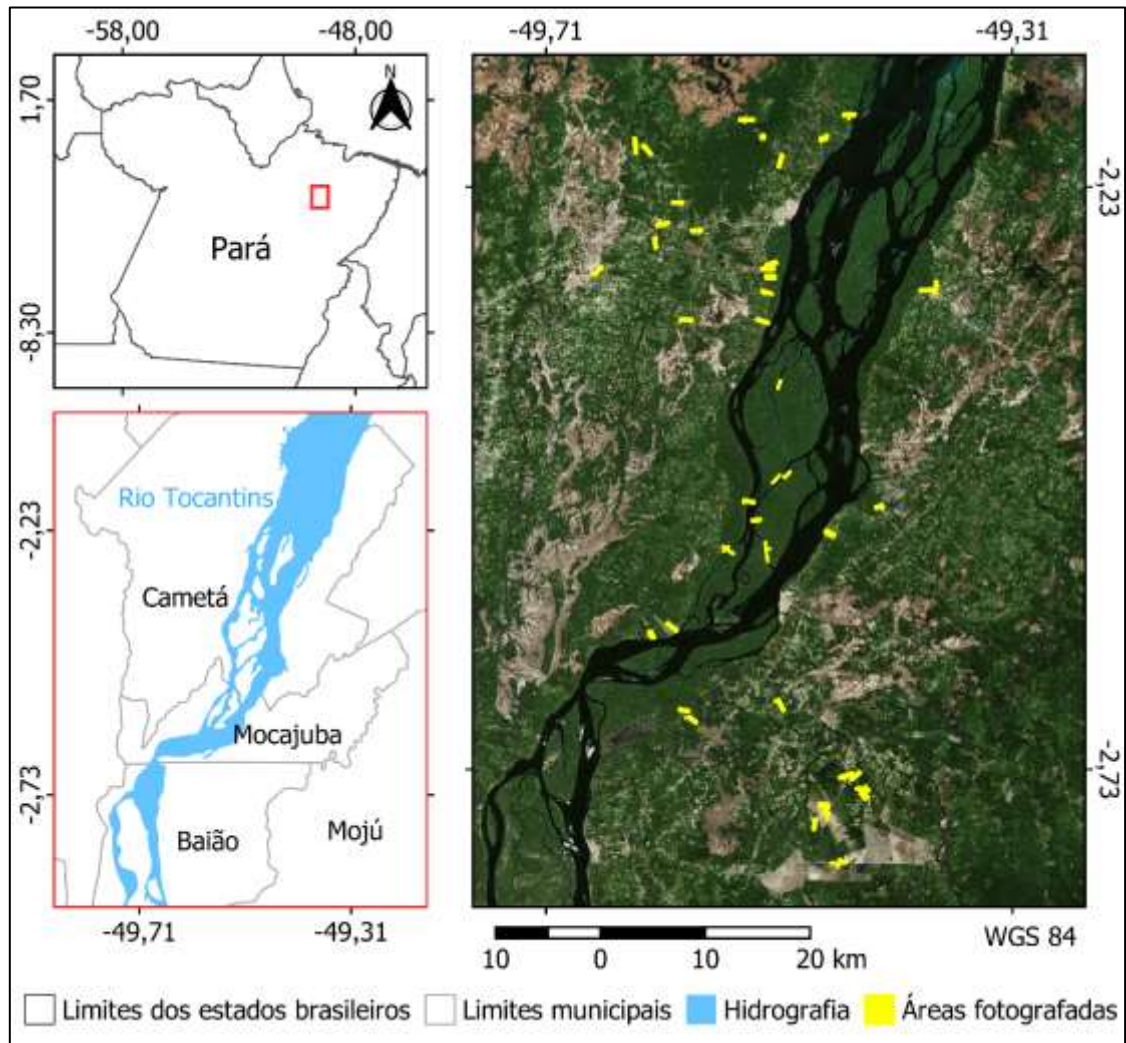 -58,00
-48,00
-49,71
-49,31
N
1,70
-8,30
Pará
-2,23
-2,73
Rio Tocantins
Cametá
Mocajuba
Baião
Mojú
-2,23
-2,73
-49,71
-49,31
10
0
10
20 km
WGS 84
Limites dos estados brasileiros
Limites municipais
Hidrografia
Áreas fotografadas